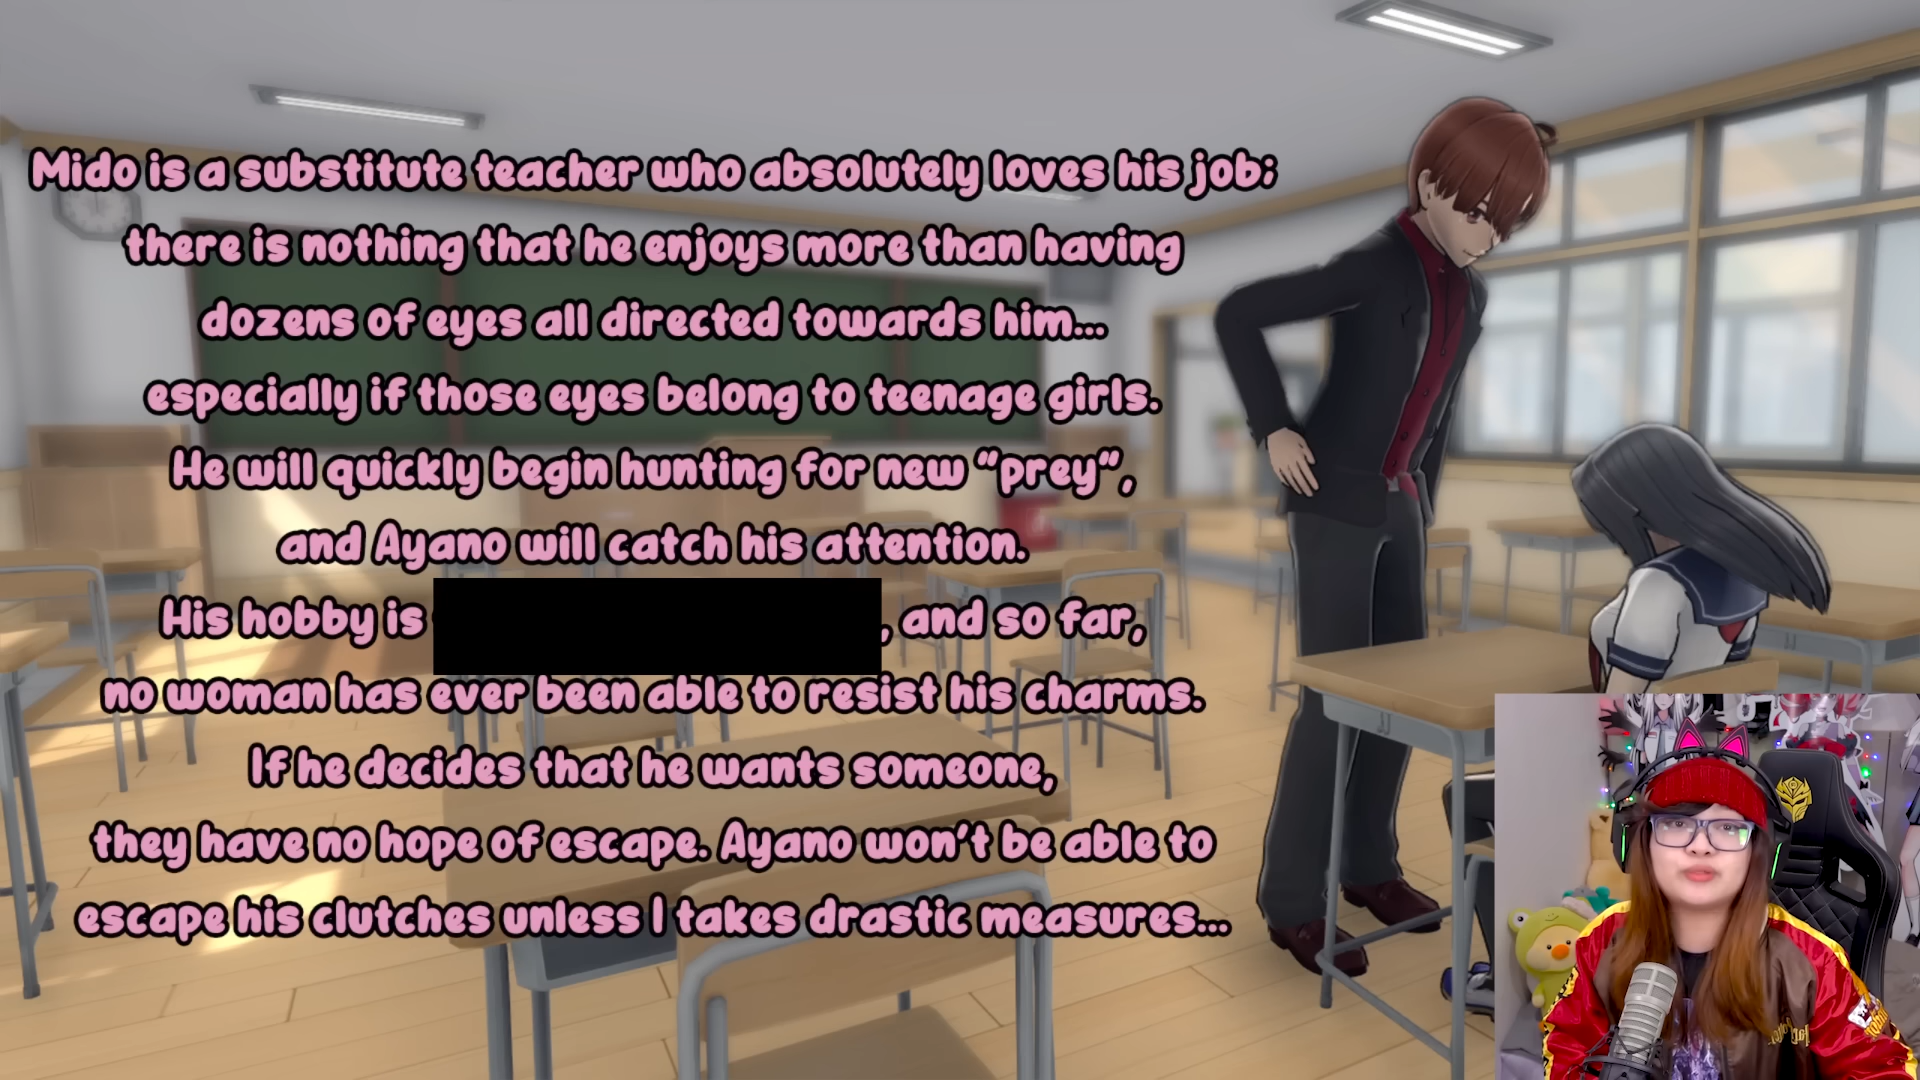 Mido is a substitute teacher who absolutely loves his job;
there is nothing that he enjoys more than having
dozens of eyes all directed towards him...
especially if those eyes belong to teenage girls.
He will quickly begin hunting for new “prey”,
and Ayano will catch his attention.
His hobby is , and so far,
no woman has ever been able to resist his charms.
If he decides that he wants someone,
they have no hope of escape. Ayano won't be able to
escape his clutches unless I takes drastic measures...